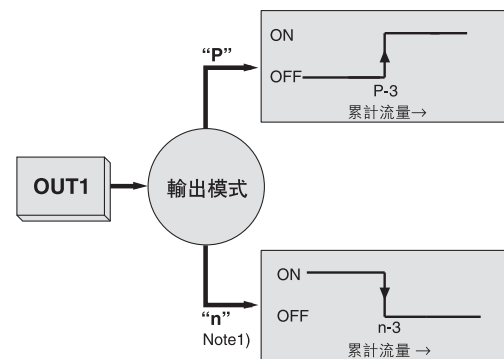 “P”
ON
OFF
P-3
累計流量→
OUT1
輸出模式
“n”
Note1)
ON
OFF
n-3
累計流量→